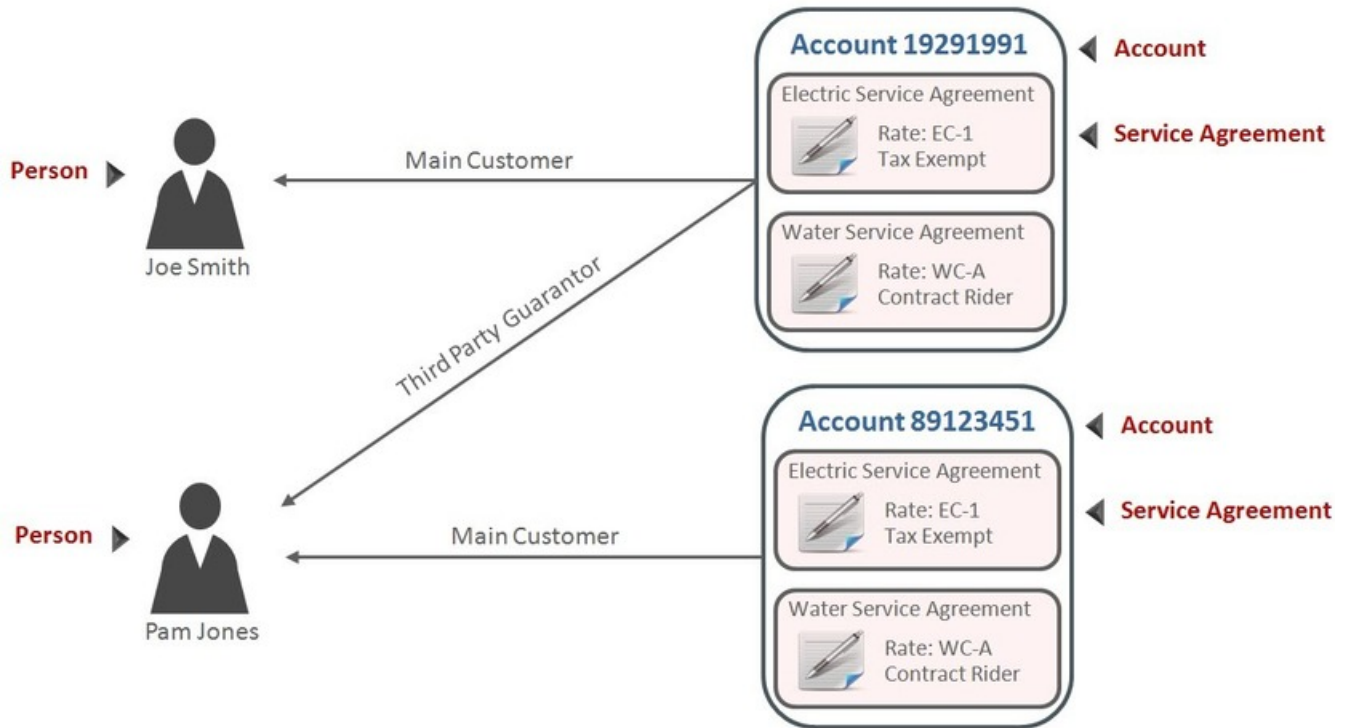 Account 19291991
Account
Electric Service Agreement
Rate: EC-1
Tax Exempt
Service Agreement
Main Customer
Person
Joe Smith
Water Service Agreement
Rate: WC-A
Contract Rider
Third Party Guarantor
Account 89123451
Account
Electric Service Agreement
Rate: EC-1
Tax Exempt
Service Agreement
Main Customer
Person
Pam Jones
Water Service Agreement
Rate: WC-A
Contract Rider